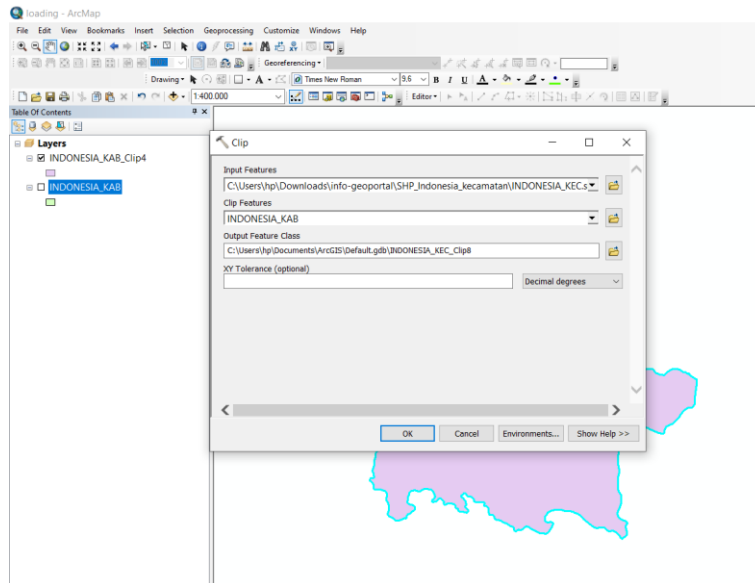 loading - ArcMap
File Edit View Bookmarks Insert Selection Geoprocessing Customize Windows Help
Georeferencing
Drawing A Times New Roman 9.6 B I U A
1:400.000 Editor
Table Of Contents
Layers
INDONESIA_KAB_Clip4
INDONESIA_KAB
Clip
Input Features
C:\Users\hp\Downloads\info-geoportal\SHP_Indonesia_kecamatan\INDONESIA_KEC.s
Clip Features
INDONESIA_KAB
Output Feature Class
C:\Users\hp\Documents\ArcGIS\Default.gdb\INDONESIA_KEC_Clip8
XY Tolerance (optional)
Decimal degrees
OK Cancel Environments... Show Help >>